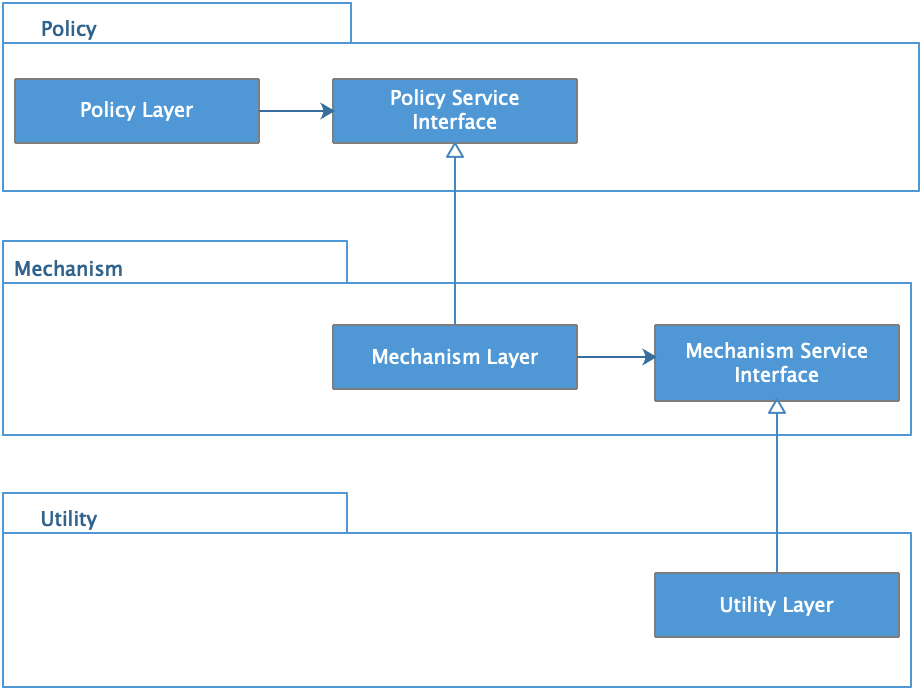 Policy
Policy Layer
Policy Service
Interface
Mechanism
Mechanism Layer
Mechanism Service
Interface
Utility
Utility Layer